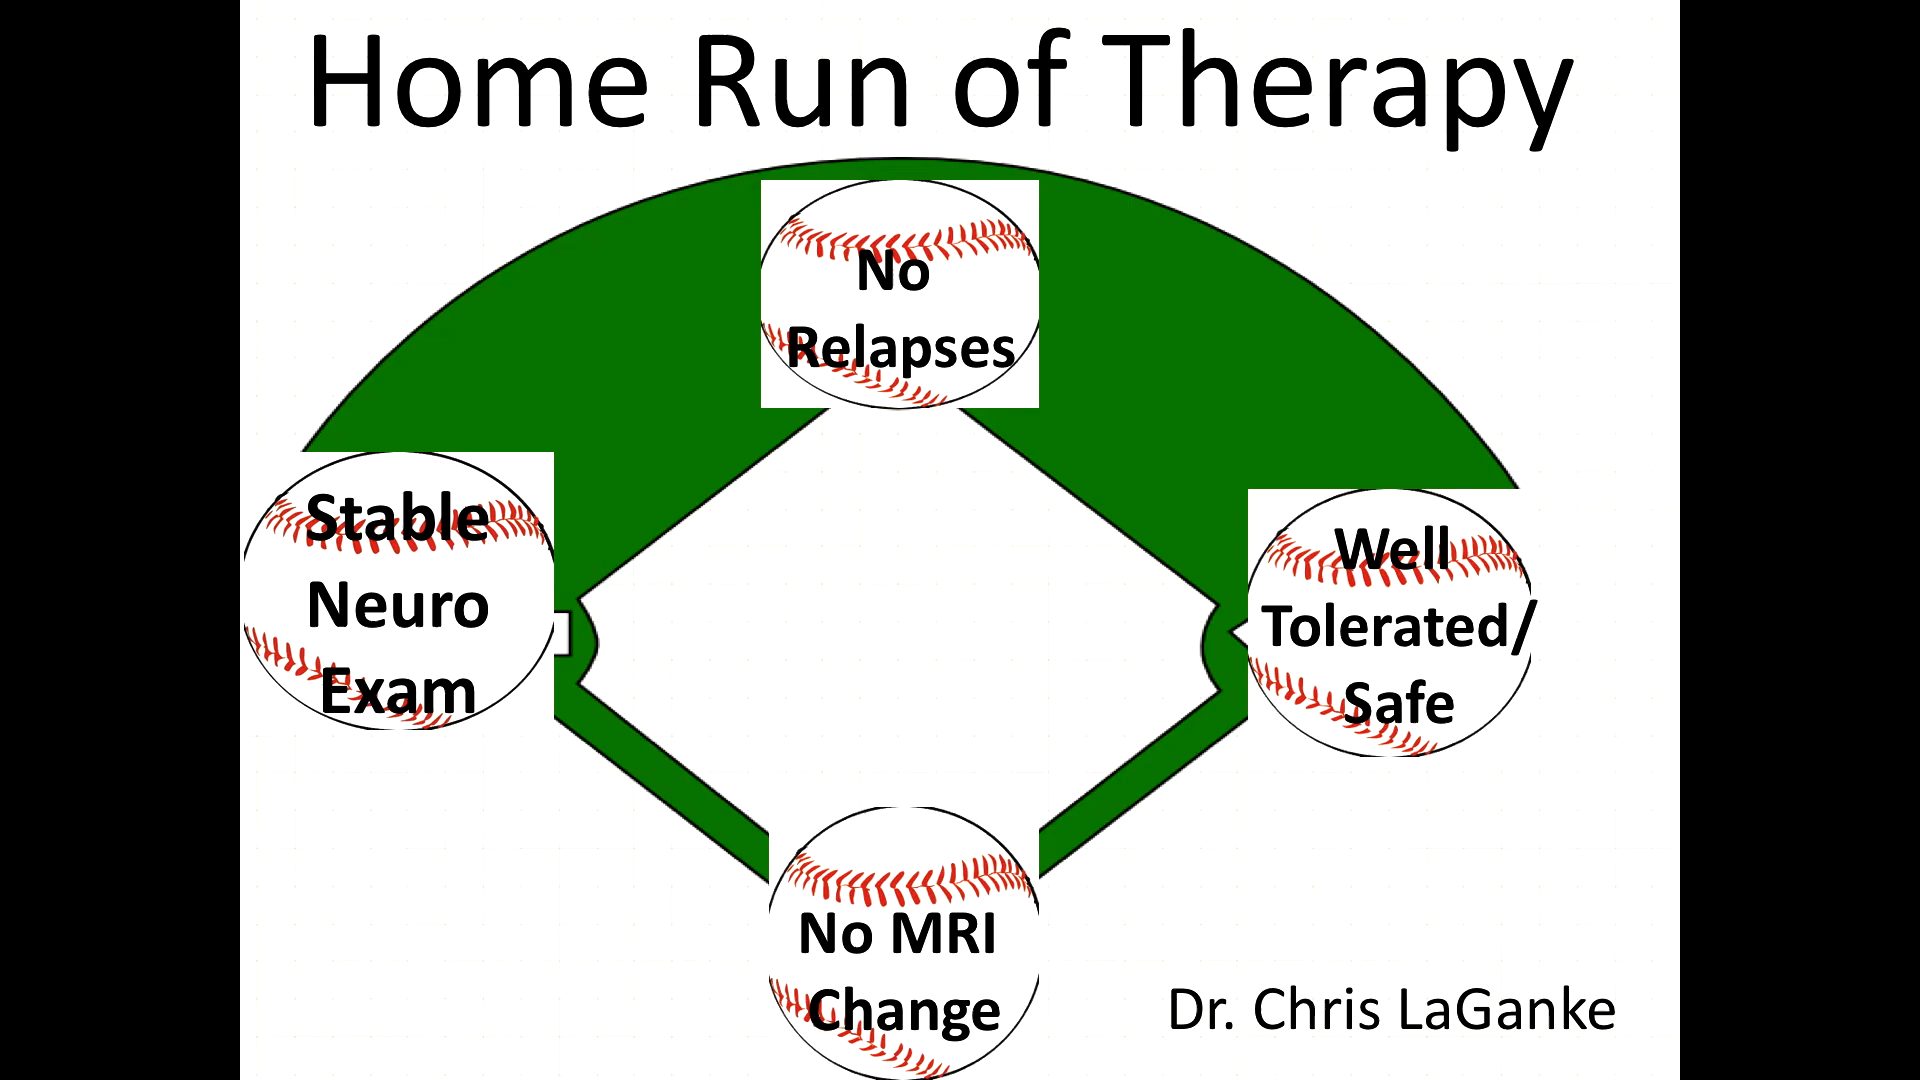 Home Run of Therapy
No
Relapses
Stable
Neuro
Exam
Well
Tolerated/
Safe
No MRI
Change
Dr. Chris LaGanke